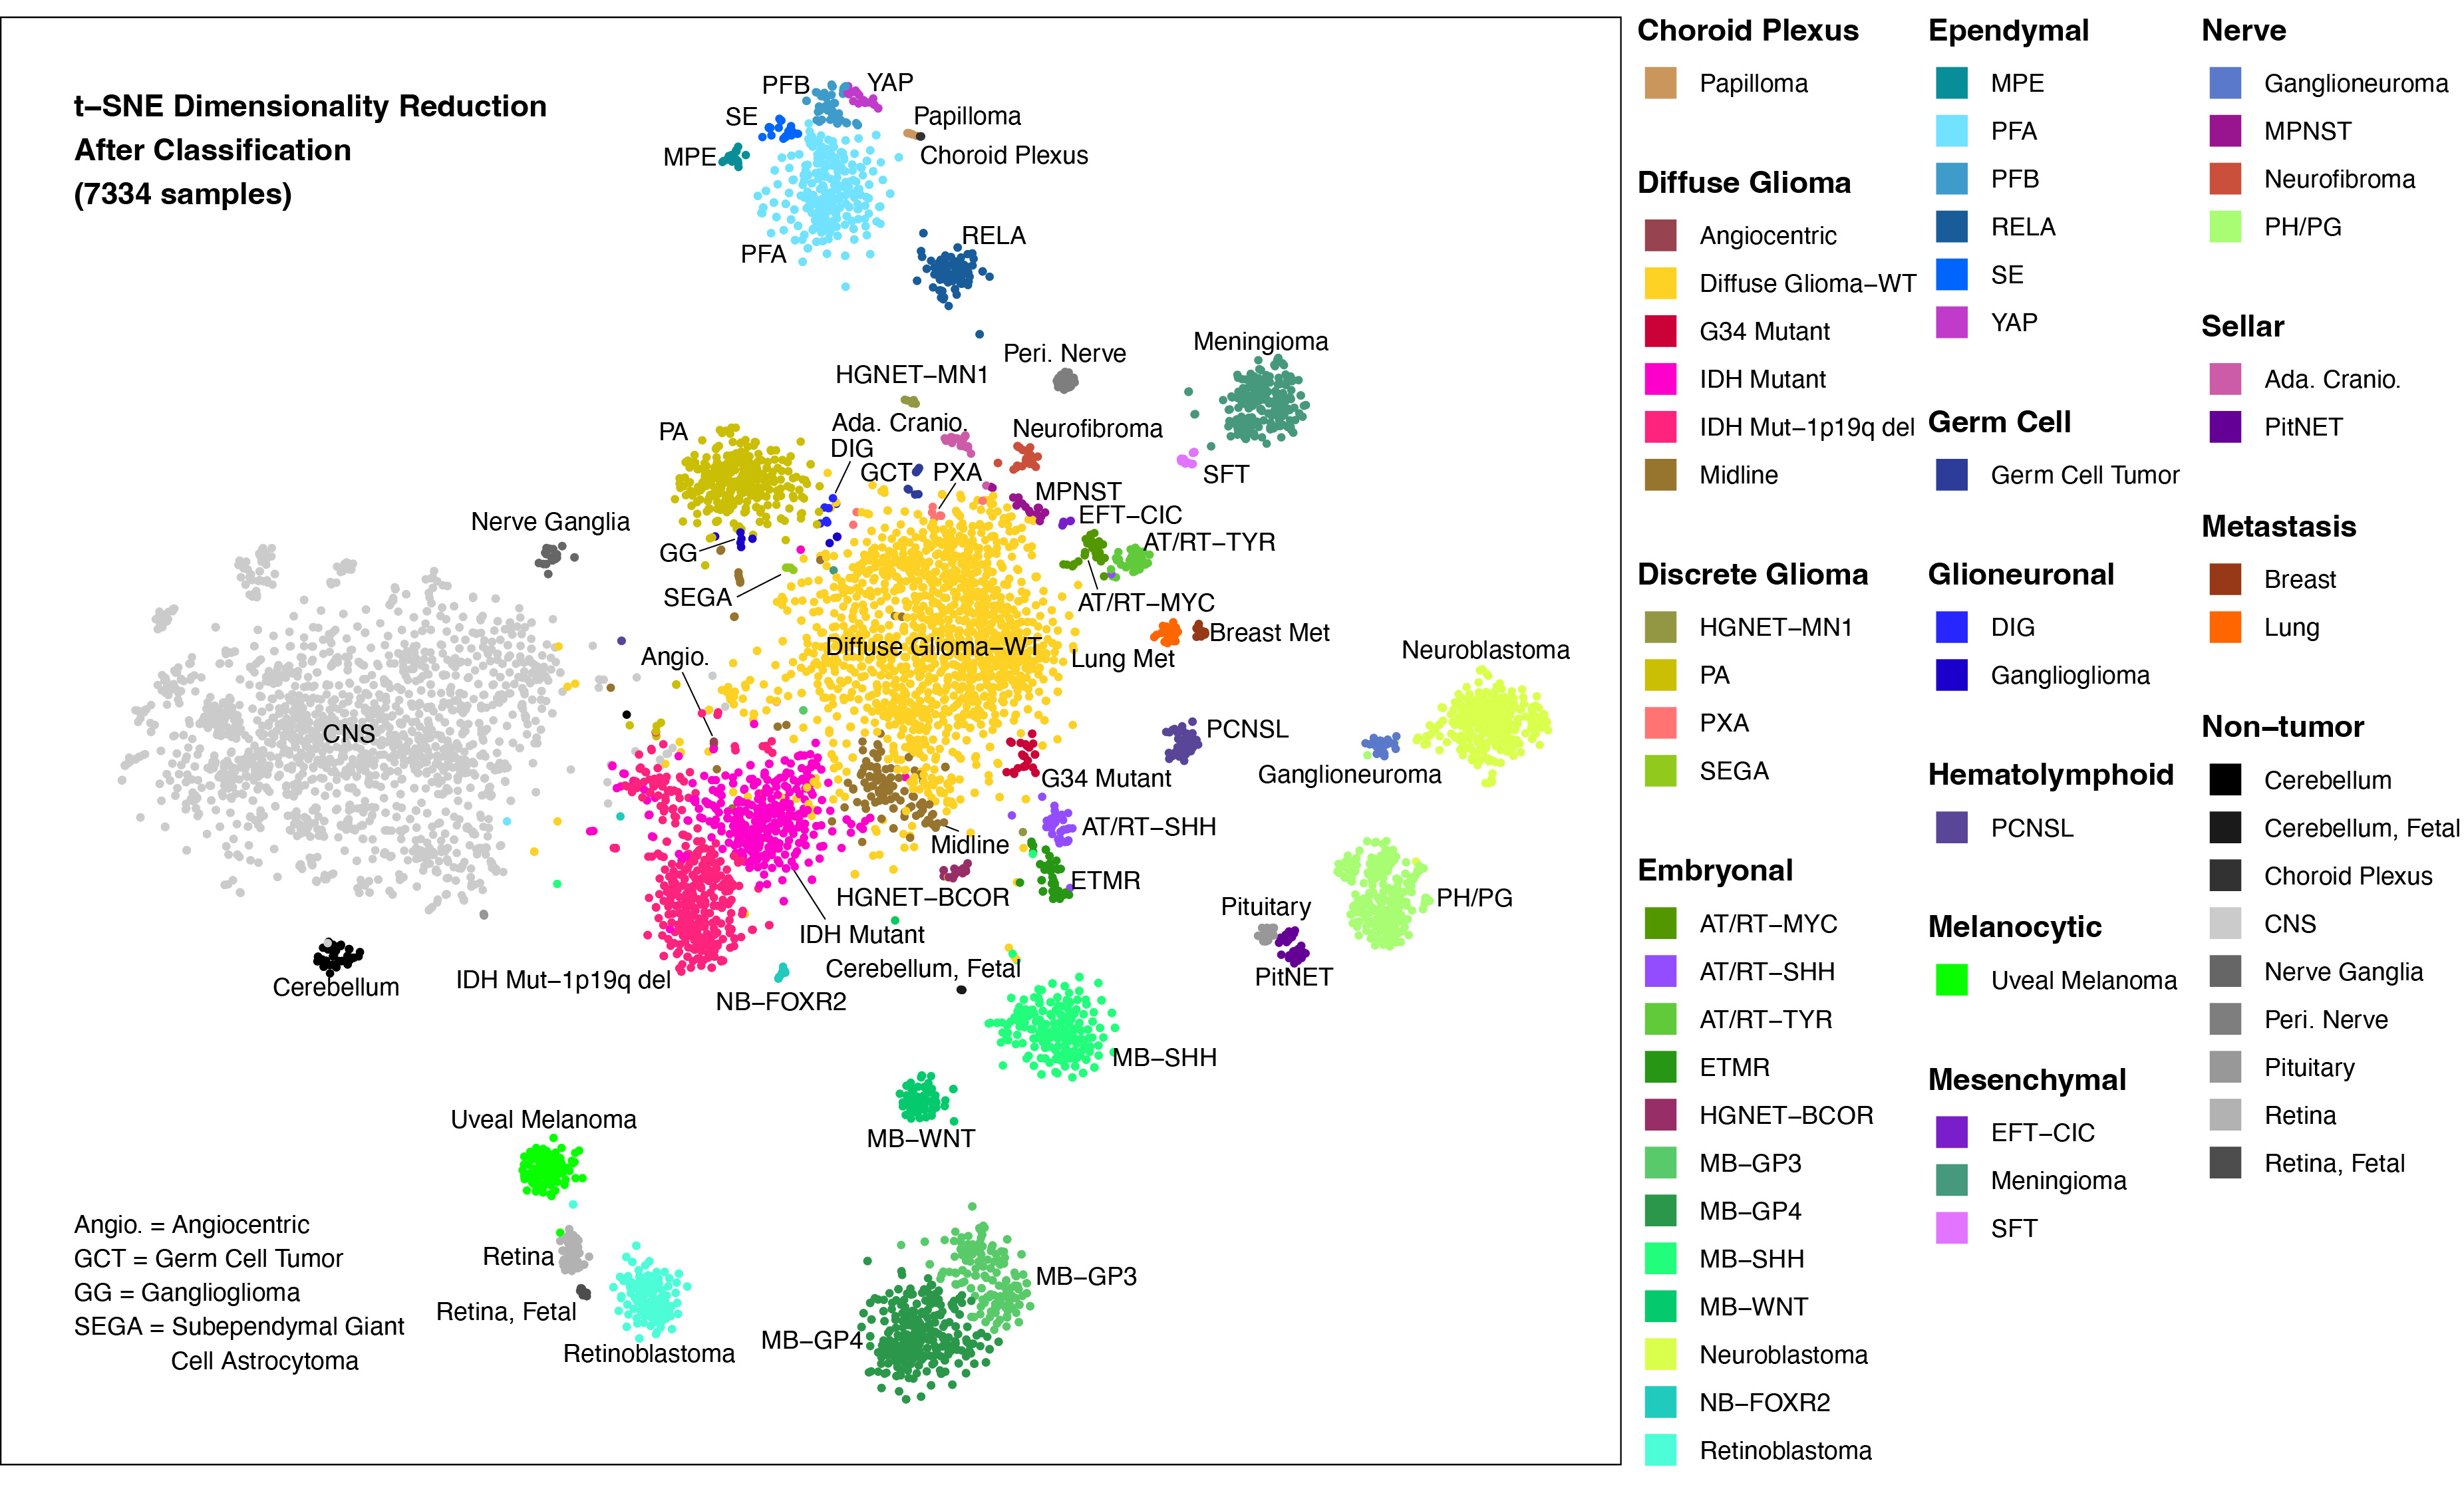 t–SNE Dimensionality Reduction
After Classification
(7334 samples)
PFB
YAP
SE
Papilloma
MPE
Choroid Plexus
PFA
RELA
Peri. Nerve
Meningioma
HGNET–MN1
Ada. Cranio.
PA
DIG
Neurofibroma
GCT
PXA
SFT
MPNST
Nerve Ganglia
EFT–CIC
GG
AT/RT–TYR
SEGA
AT/RT–MYC
Breast Met
Diffuse Glioma–WT
Angio.
Lung Met
Neuroblastoma
CNS
PCNSL
G34 Mutant
Ganglioneuroma
AT/RT–SHH
Midline
ETMR
HGNET–BCOR
PH/PG
Pituitary
IDH Mutant
Cerebellum, Fetal
PitNET
IDH Mut–1p19q del
Cerebellum
NB–FOXR2
MB–SHH
Uveal Melanoma
MB–WNT
Retina
MB–GP3
Retina, Fetal
MB–GP4
Retinoblastoma
Angio. = Angiocentric
GCT = Germ Cell Tumor
GG = Ganglioglioma
SEGA = Subependymal Giant
Cell Astrocytoma
Choroid Plexus
Papilloma
Diffuse Glioma
Angiocentric
Diffuse Glioma–WT
G34 Mutant
IDH Mutant
IDH Mut–1p19q del
Midline
Discrete Glioma
HGNET–MN1
PA
PXA
SEGA
Embryonal
AT/RT–MYC
AT/RT–SHH
AT/RT–TYR
ETMR
HGNET–BCOR
MB–GP3
MB–GP4
MB–SHH
MB–WNT
Neuroblastoma
NB–FOXR2
Retinoblastoma
Ependymal
MPE
PFA
PFB
RELA
SE
YAP
Germ Cell
Germ Cell Tumor
Glioneuronal
DIG
Ganglioglioma
Hematolymphoid
PCNSL
Melanocytic
Uveal Melanoma
Mesenchymal
EFT–CIC
Meningioma
SFT
Nerve
Ganglioneuroma
MPNST
Neurofibroma
PH/PG
Sellar
Ada. Cranio.
PitNET
Metastasis
Breast
Lung
Non–tumor
Cerebellum
Cerebellum, Fetal
Choroid Plexus
CNS
Nerve Ganglia
Peri. Nerve
Pituitary
Retina
Retina, Fetal